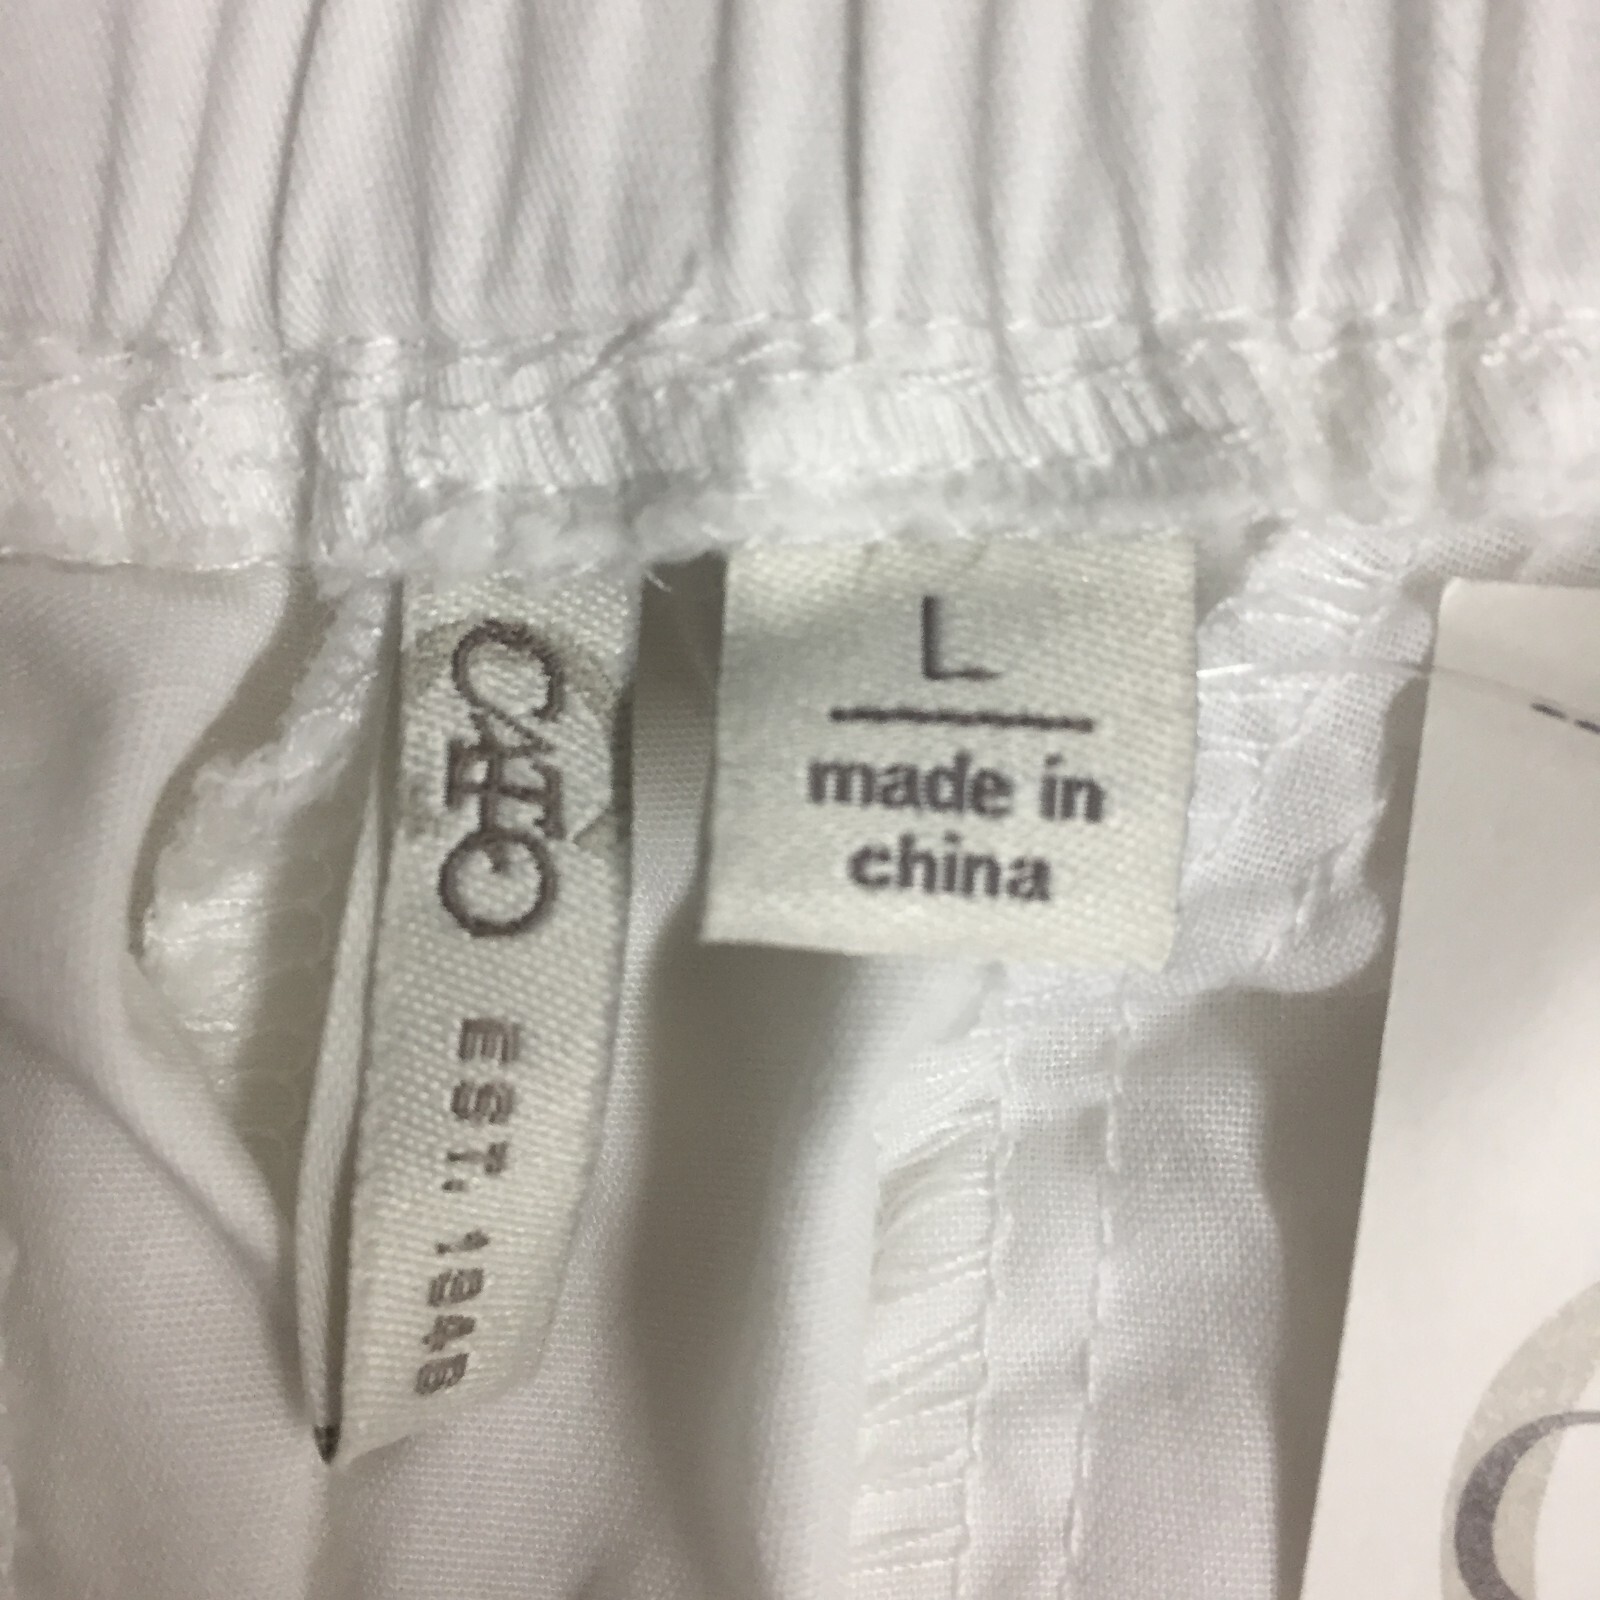 CATO EST. 1946
L
made in
china